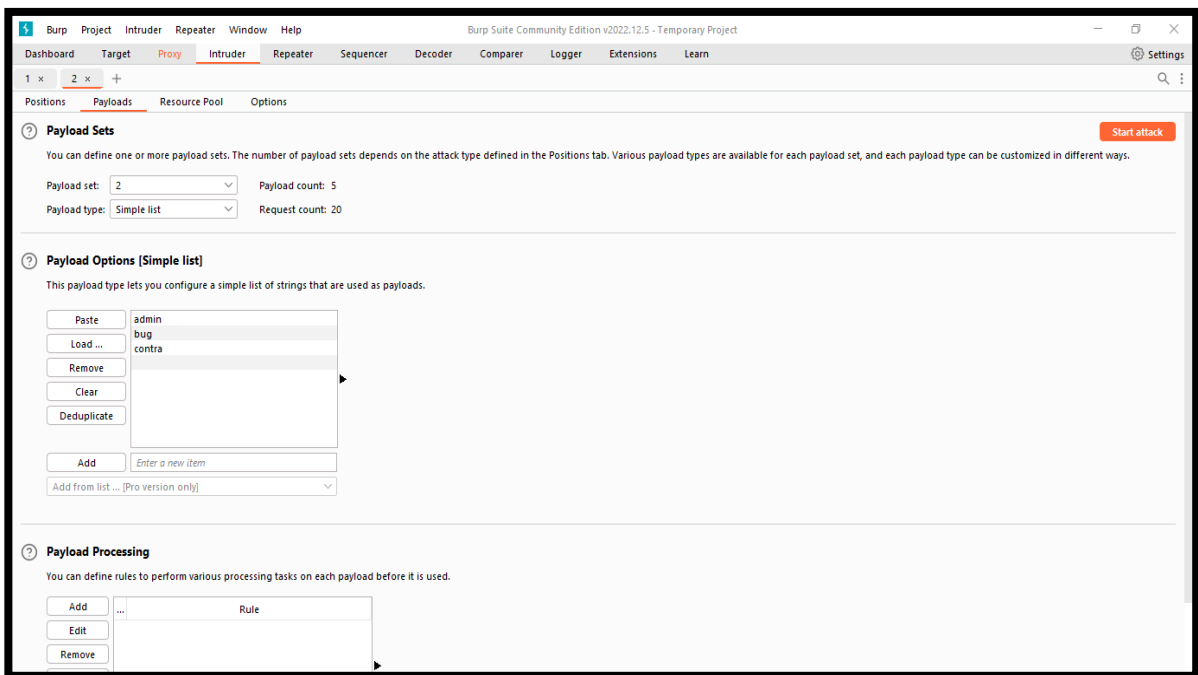 Burp Project Intruder Repeater Window Help Burp Suite Community Edition v2022.12.5 - Temporary Project
Dashboard Target Proxy Intruder Repeater Sequencer Decoder Comparer Logger Extensions Learn Settings
1 × 2 × +
Positions Payloads Resource Pool Options
? Payload Sets Start attack
You can define one or more payload sets. The number of payload sets depends on the attack type defined in the Positions tab. Various payload types are available for each payload set, and each payload type can be customized in different ways.
Payload set: 2 Payload count: 5
Payload type: Simple list Request count: 20
? Payload Options [Simple list]
This payload type lets you configure a simple list of strings that are used as payloads.
Paste admin
bug
Load ... contra
Remove
Clear
Deduplicate
Add Enter a new item
Add from list ... [Pro version only]
? Payload Processing
You can define rules to perform various processing tasks on each payload before it is used.
Add ... Rule
Edit
Remove